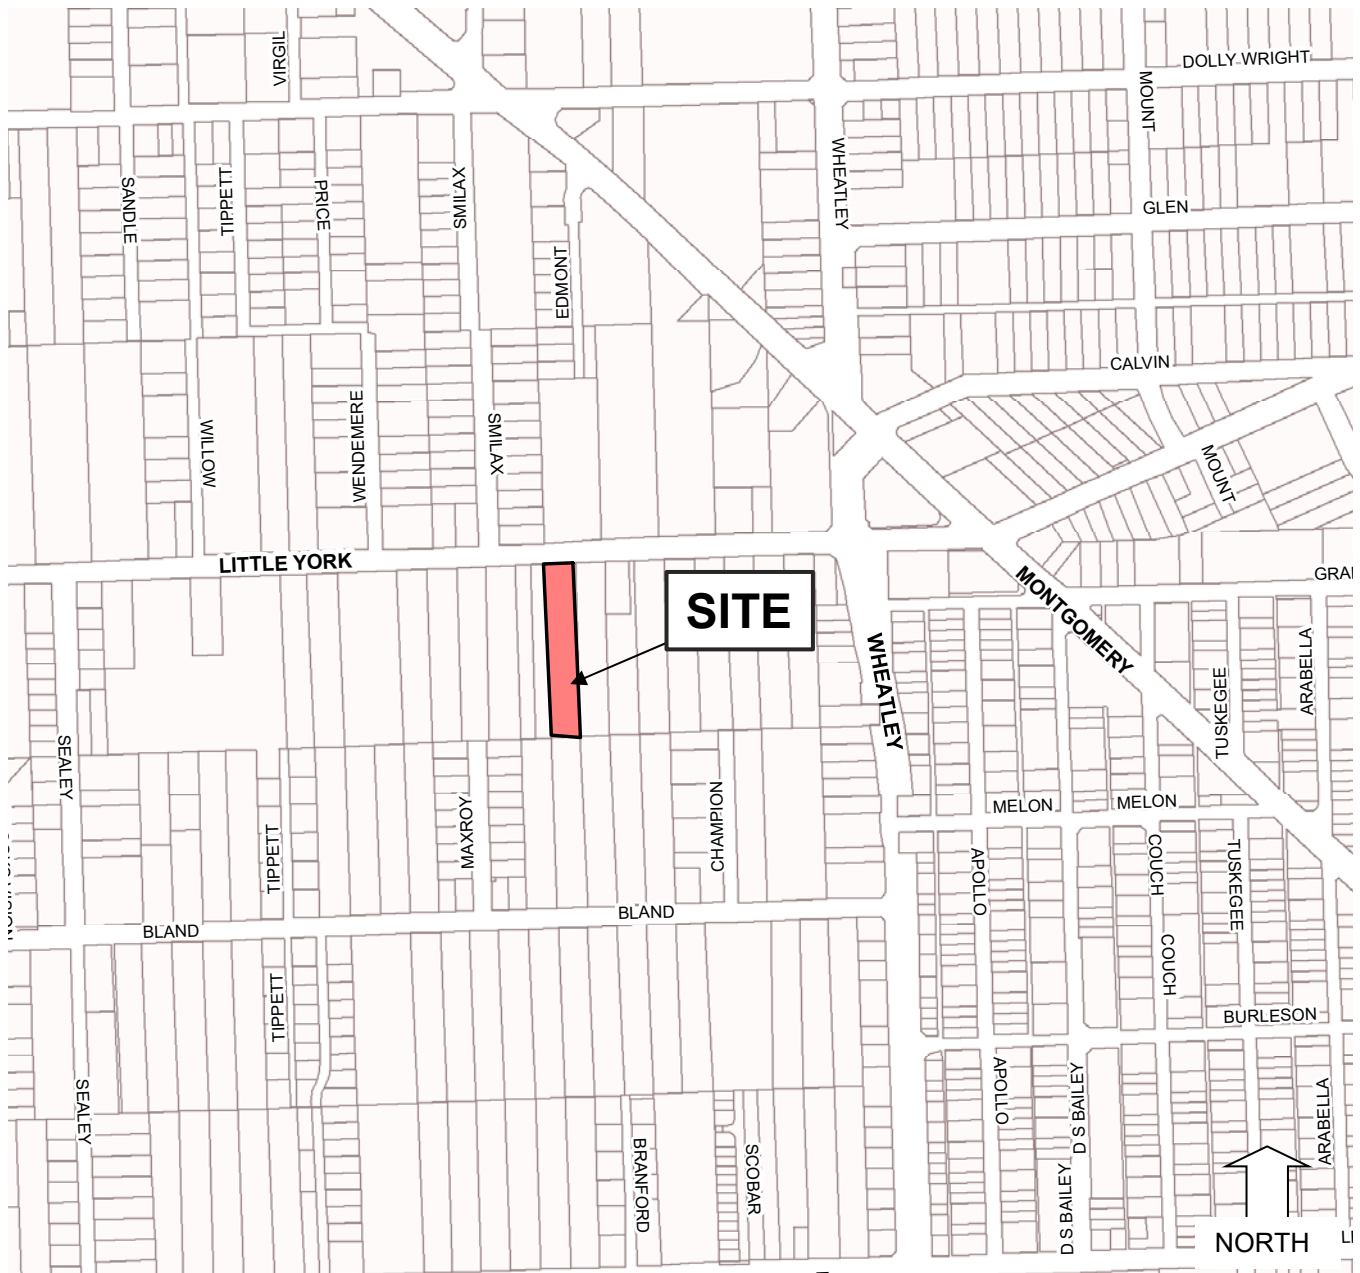 VIRGIL
DOLLY WRIGHT
MOUNT
WHEATLEY
SANDLE
TIPPETT
PRICE
SMILAX
GLEN
EDMONT
CALVIN
WILLOW
WENDEMERE
SMILAX
MOUNT
LITTLE YORK
SITE
MONTGOMERY
GRA
WHEATLEY
ARABELLA
TUSKEGEE
SEALEY
MAXROY
CHAMPION
TIPPETT
MELON
MELON
APOLLO
COUCH
TUSKEGEE
BLAND
BLAND
COUCH
TIPPETT
BURLESON
SEALEY
APOLLO
D S BAILEY
ARABELLA
BRANFORD
SCOBAR
D.S.BAILEY
NORTH